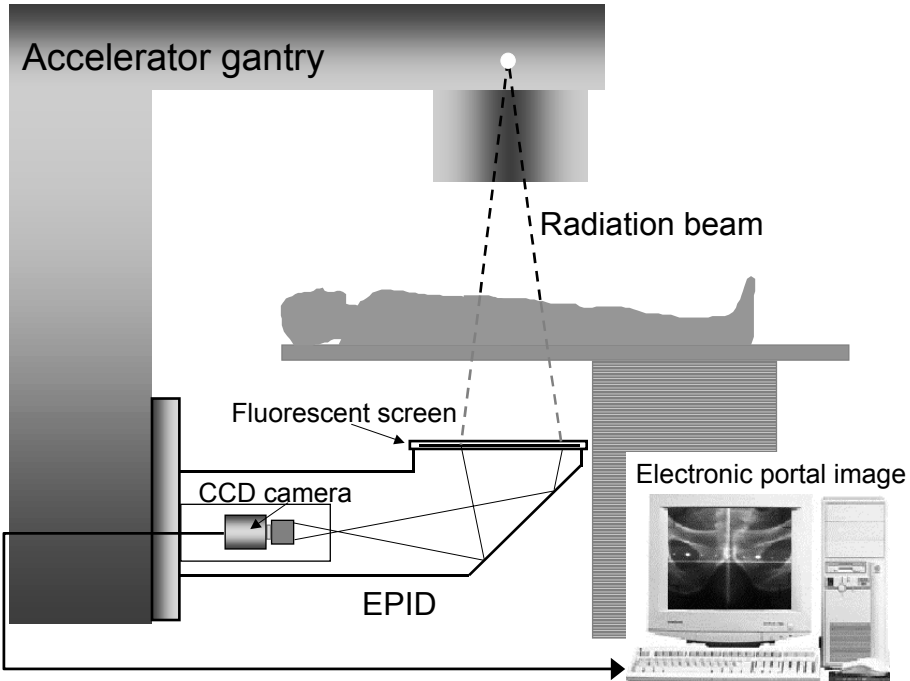 Accelerator gantry
Radiation beam
Fluorescent screen
CCD camera
Electronic portal image
EPID